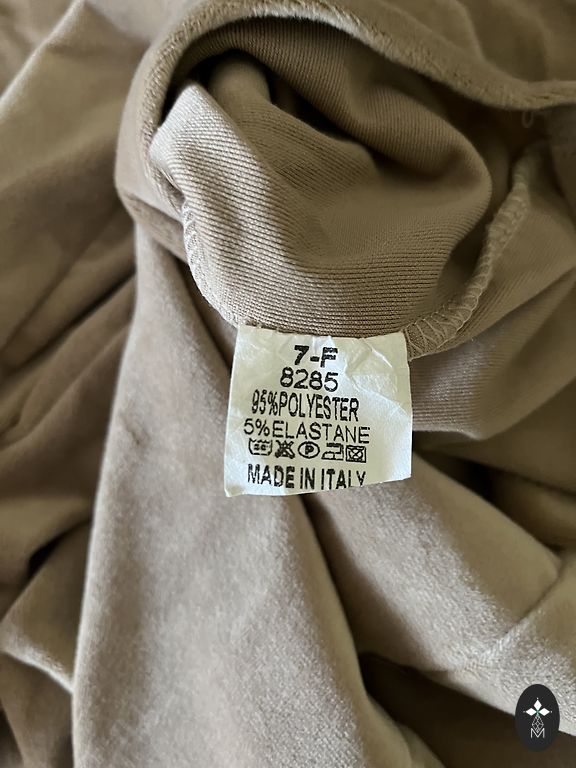 7-F
8285
95%POLYESTER
5%ELASTANE
MADE IN ITALY